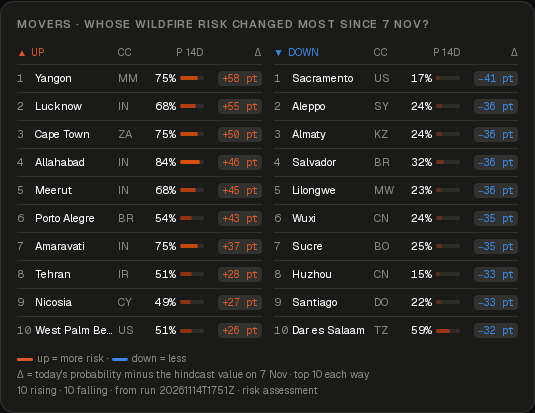 MOVERS · WHOSE WILDFIRE RISK CHANGED MOST SINCE 7 NOV?
▲ UP CC P 14D Δ
1 Yangon MM 75% +58 pt
2 Lucknow IN 68% +55 pt
3 Cape Town ZA 75% +50 pt
4 Allahabad IN 84% +46 pt
5 Meerut IN 68% +45 pt
6 Porto Alegre BR 54% +43 pt
7 Amaravati IN 75% +37 pt
8 Tehran IR 51% +28 pt
9 Nicosia CY 49% +27 pt
10 West Palm Be... US 51% +26 pt
▼ DOWN CC P 14D Δ
1 Sacramento US 17% −41 pt
2 Aleppo SY 24% −36 pt
3 Almaty KZ 24% −36 pt
4 Salvador BR 32% −36 pt
5 Lilongwe MW 23% −36 pt
6 Wuxi CN 24% −35 pt
7 Sucre BO 25% −35 pt
8 Huzhou CN 15% −33 pt
9 Santiago DO 22% −33 pt
10 Dar es Salaam TZ 59% −32 pt
up = more risk · down = less
Δ = today's probability minus the hindcast value on 7 Nov · top 10 each way
10 rising · 10 falling · from run 20261114T1751Z · risk assessment